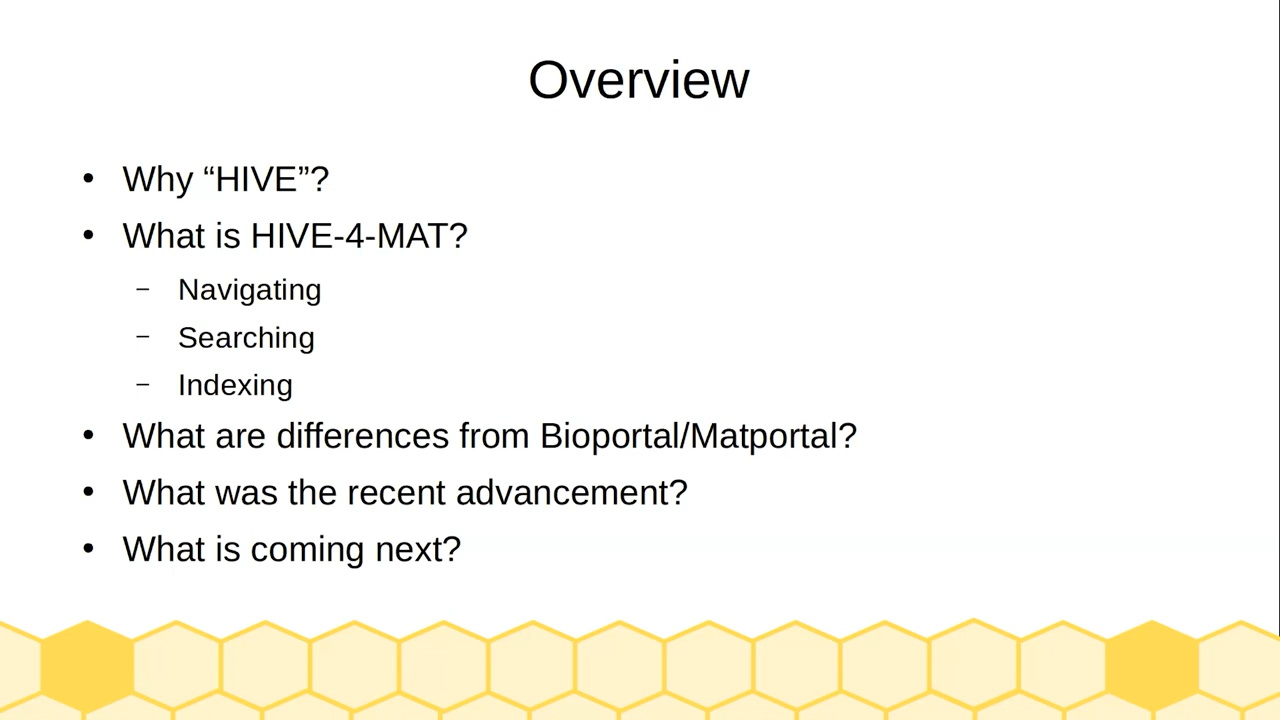 Overview
• Why “HIVE”?
• What is HIVE-4-MAT?
– Navigating
– Searching
– Indexing
• What are differences from Bioportal/Matportal?
• What was the recent advancement?
• What is coming next?